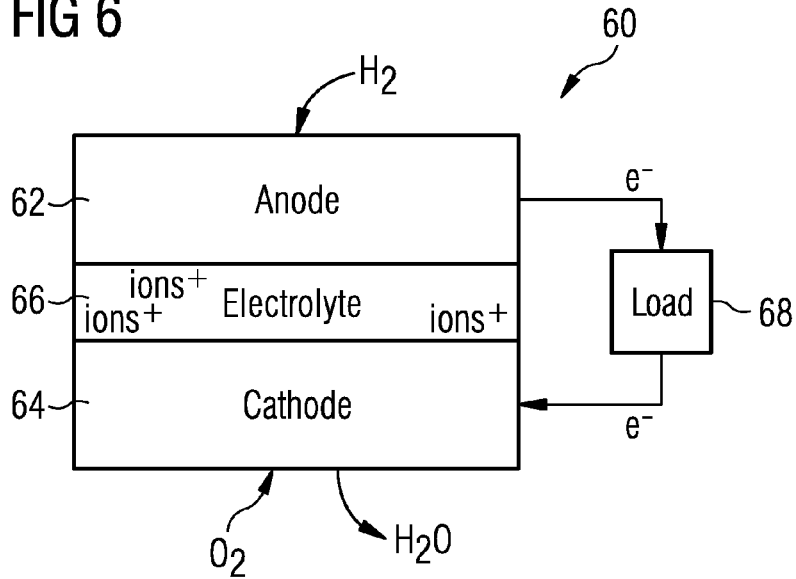 FIG 6
60
H2
62
Anode
e-
66
ions+
ions+
Electrolyte
ions+
Load
68
64
Cathode
e-
O2
H2O